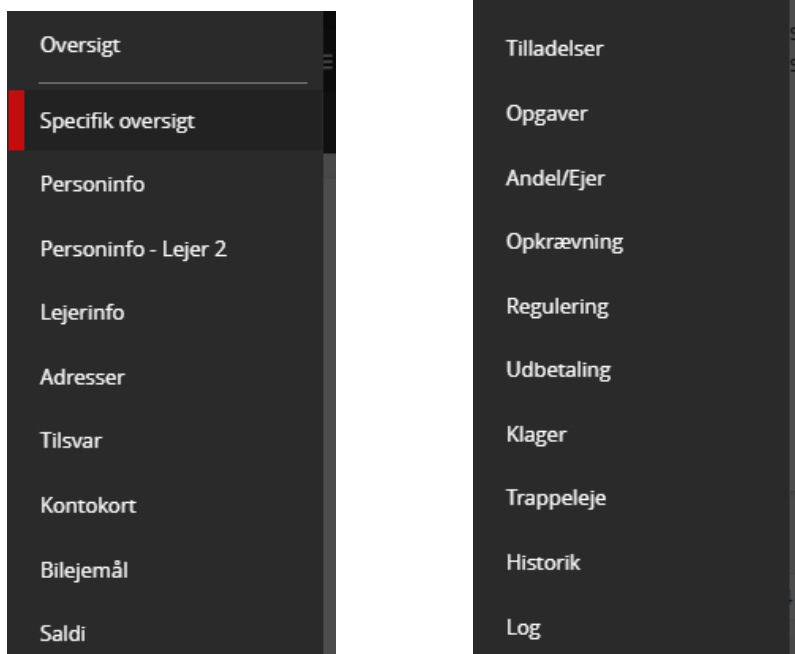 Oversigt
Specifik oversigt
Personinfo
Personinfo - Lejer 2
Lejerinfo
Adresser
Tilsvar
Kontokort
Bilejemål
Saldi
Tilladelser
Opgaver
Andel/Ejer
Opkrævning
Regulering
Udbetaling
Klager
Trappeleje
Historik
Log